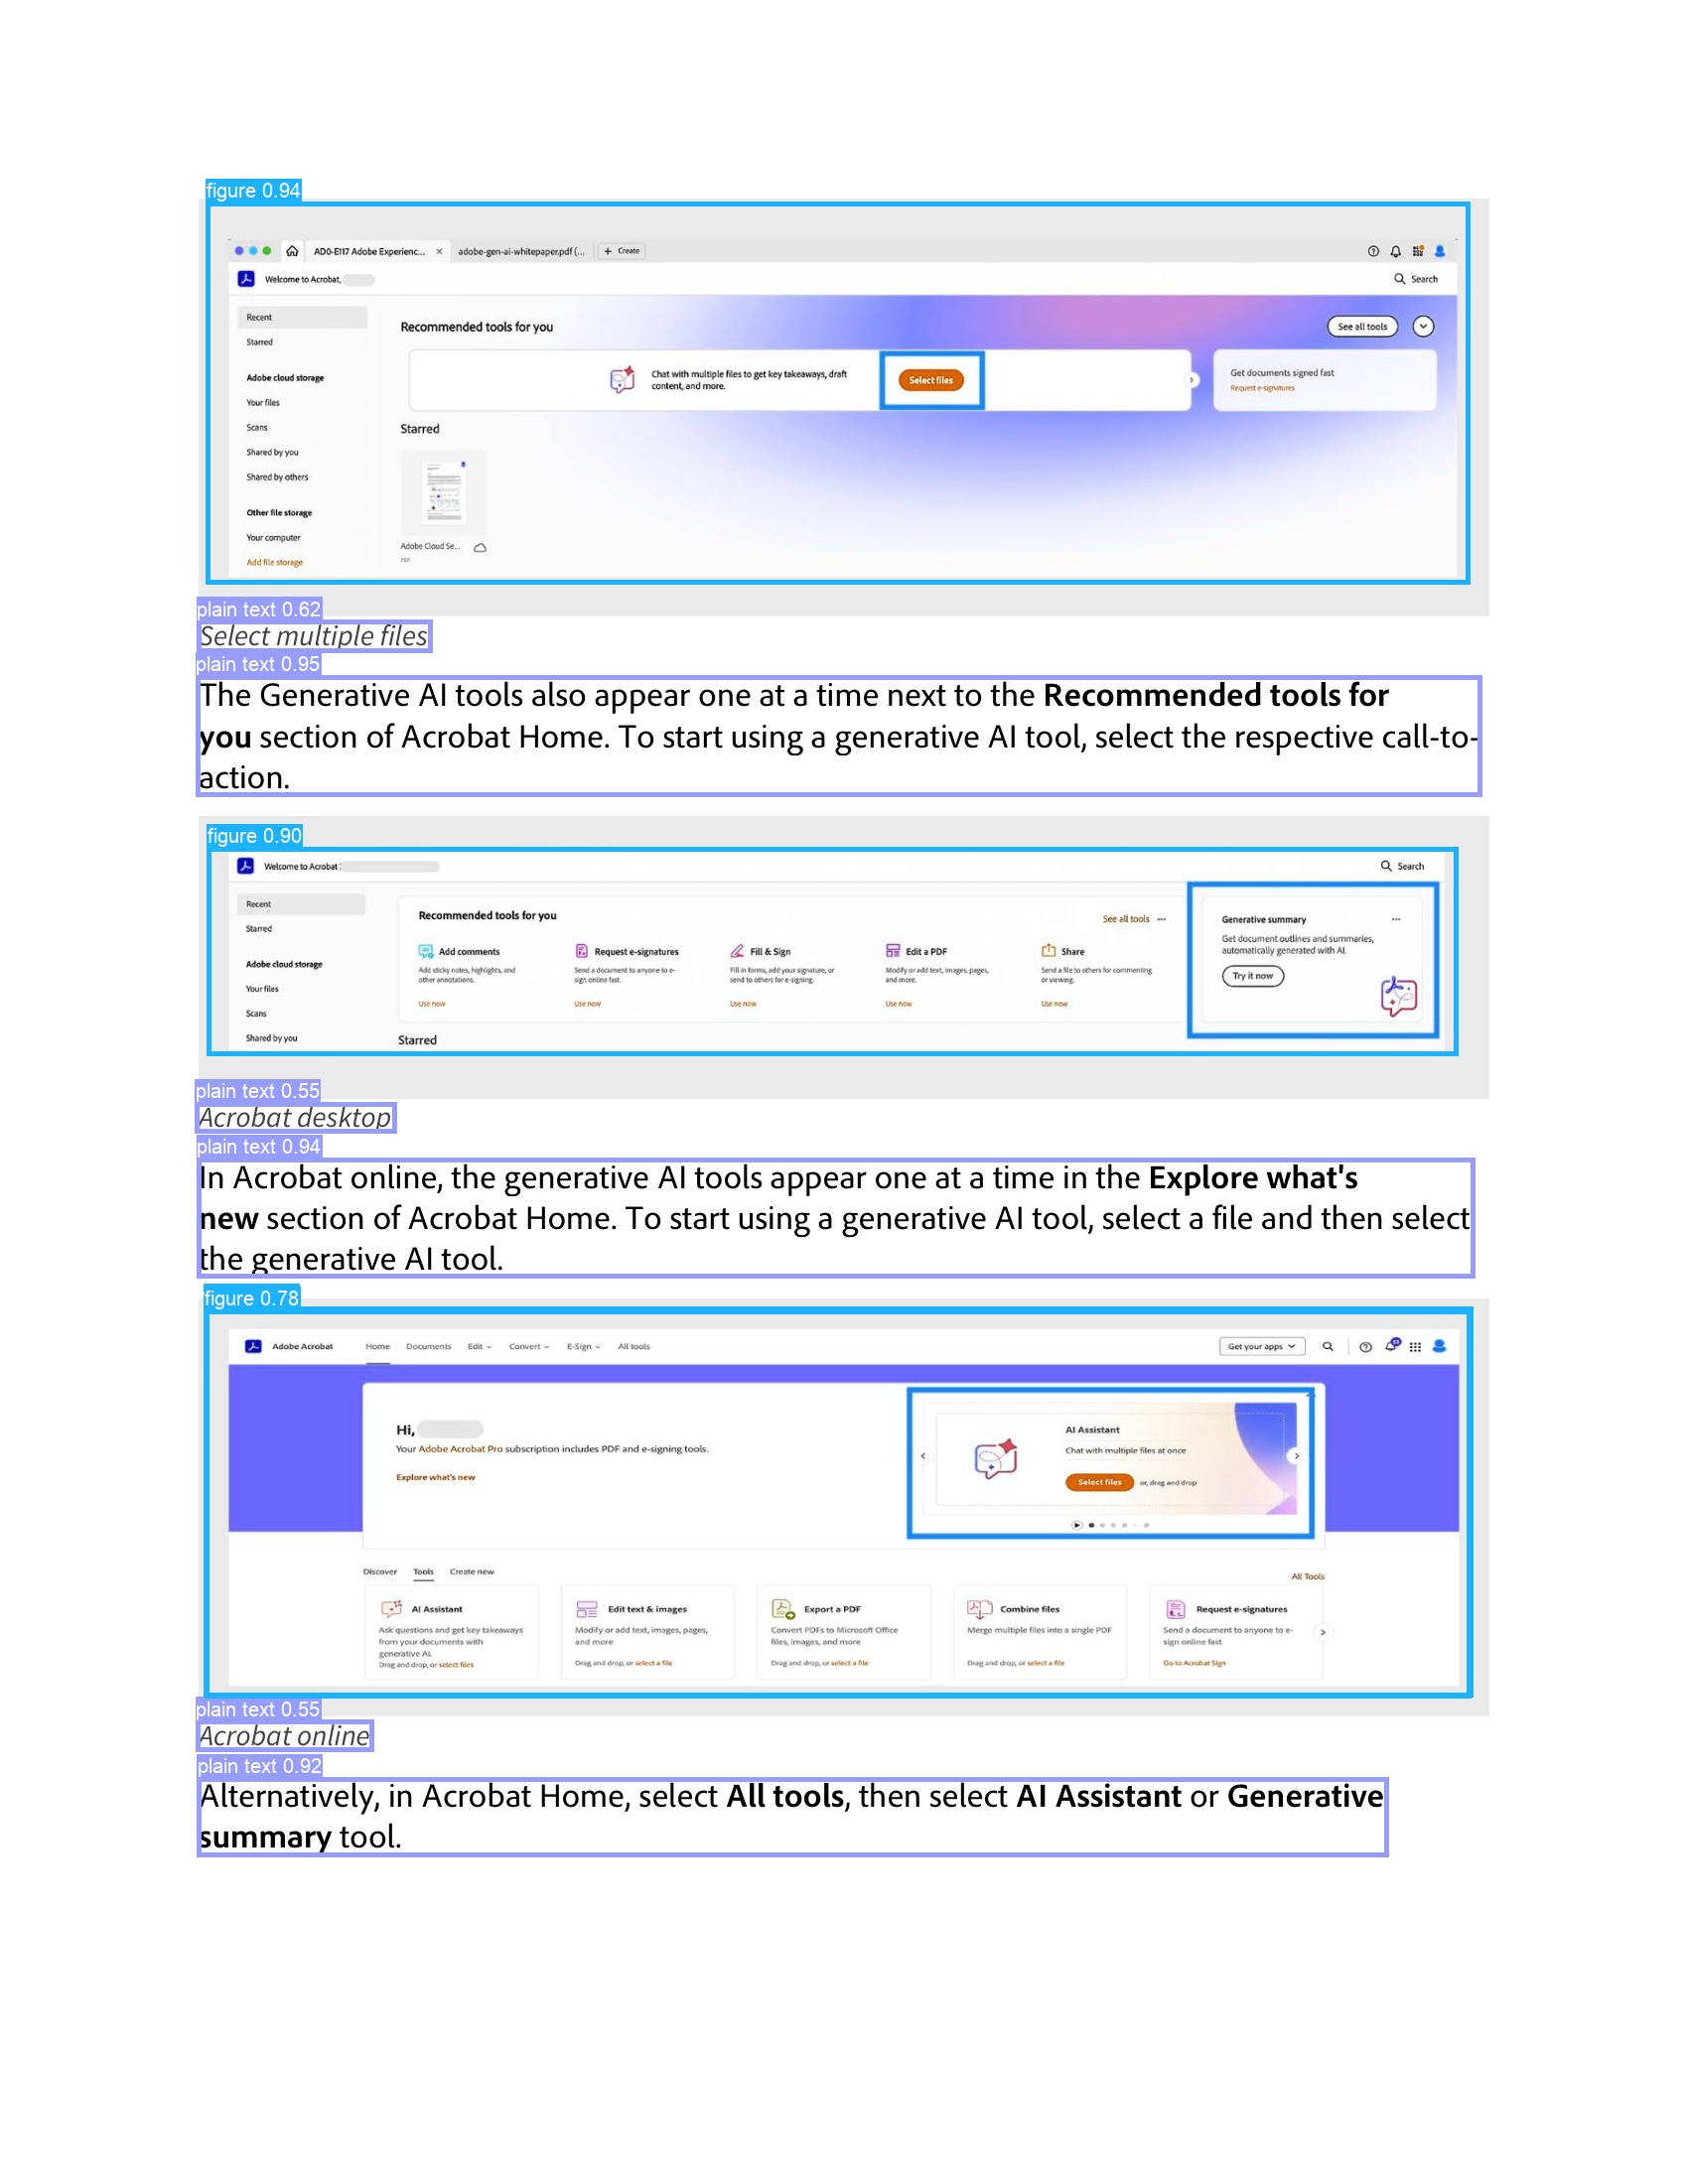 figure 0.94
AD0-E117 Adobe Experienc... × adobe-gen-ai-whitepaper.pdf (... + Create
Welcome to Acrobat, Search
Recent
Starred
Adobe cloud storage
Your files
Scans
Shared by you
Shared by others
Other file storage
Your computer
Add file storage
Recommended tools for you See all tools
Chat with multiple files to get key takeaways, draft
content, and more.
Select files
Get documents signed fast
Request e-signatures
Starred
Adobe Cloud Se...
PDF
plain text 0.62
Select multiple files
plain text 0.95
The Generative AI tools also appear one at a time next to the Recommended tools for
you section of Acrobat Home. To start using a generative AI tool, select the respective call-to-
action.
figure 0.90
Welcome to Acrobat Search
Recent
Starred
Adobe cloud storage
Your files
Scans
Shared by you
Recommended tools for you See all tools ...
Add comments
Add sticky notes, highlights, and
other annotations.
Use now
Request e-signatures
Send a document to anyone to e-
sign online fast.
Use now
Fill & Sign
Fill in forms, add your signature, or
send to others for e-signing.
Use now
Edit a PDF
Modify or add text, images, pages,
and more.
Use now
Share
Send a file to others for commenting
or viewing.
Use now
Generative summary ...
Get document outlines and summaries,
automatically generated with AI.
Try it now
Starred
plain text 0.55
Acrobat desktop
plain text 0.94
In Acrobat online, the generative AI tools appear one at a time in the Explore what's
new section of Acrobat Home. To start using a generative AI tool, select a file and then select
the generative AI tool.
figure 0.78
Adobe Acrobat Home Documents Edit Convert E-Sign All tools Get your apps
Hi,
Your Adobe Acrobat Pro subscription includes PDF and e-signing tools.
Explore what's new
AI Assistant
Chat with multiple files at once
Select files or, drag and drop
Discover Tools Create new All Tools
AI Assistant
Ask questions and get key takeaways
from your documents with
generative AI.
Drag and drop, or select files
Edit text & images
Modify or add text, images, pages,
and more
Drag and drop, or select a file
Export a PDF
Convert PDFs to Microsoft Office
files, images, and more
Drag and drop, or select a file
Combine files
Merge multiple files into a single PDF
Drag and drop, or select a file
Request e-signatures
Send a document to anyone to e-
sign online fast
Go to Acrobat Sign
plain text 0.55
Acrobat online
plain text 0.92
Alternatively, in Acrobat Home, select All tools, then select AI Assistant or Generative
summary tool.